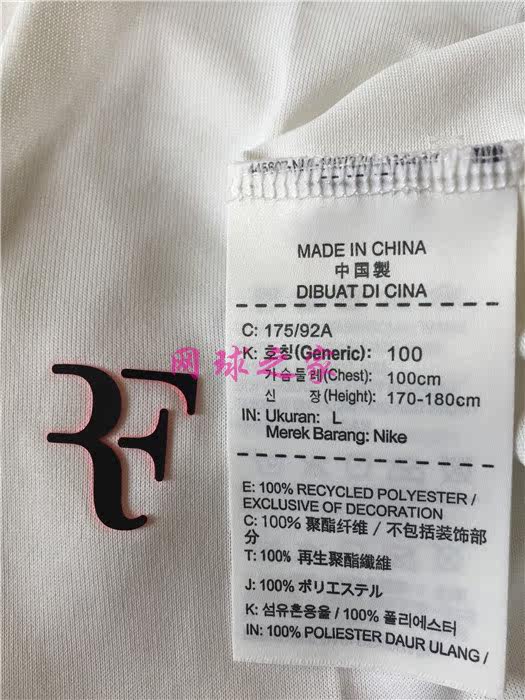 MADE IN CHINA
中国製
DIBUAT DI CINA
C: 175/92A
K: 호칭(Generic): 100
가슴둘레(Chest): 100cm
신 장(Height): 170-180cm
IN: Ukuran: L
Merek Barang: Nike
网球之家
RF
E: 100% RECYCLED POLYESTER /
EXCLUSIVE OF DECORATION
C: 100% 聚酯纤维 / 不包括装饰部
分
T: 100% 再生聚酯纖維
J: 100% ポリエステル
K: 섬유혼용율 / 100% 폴리에스터
IN: 100% POLIESTER DAUR ULANG /